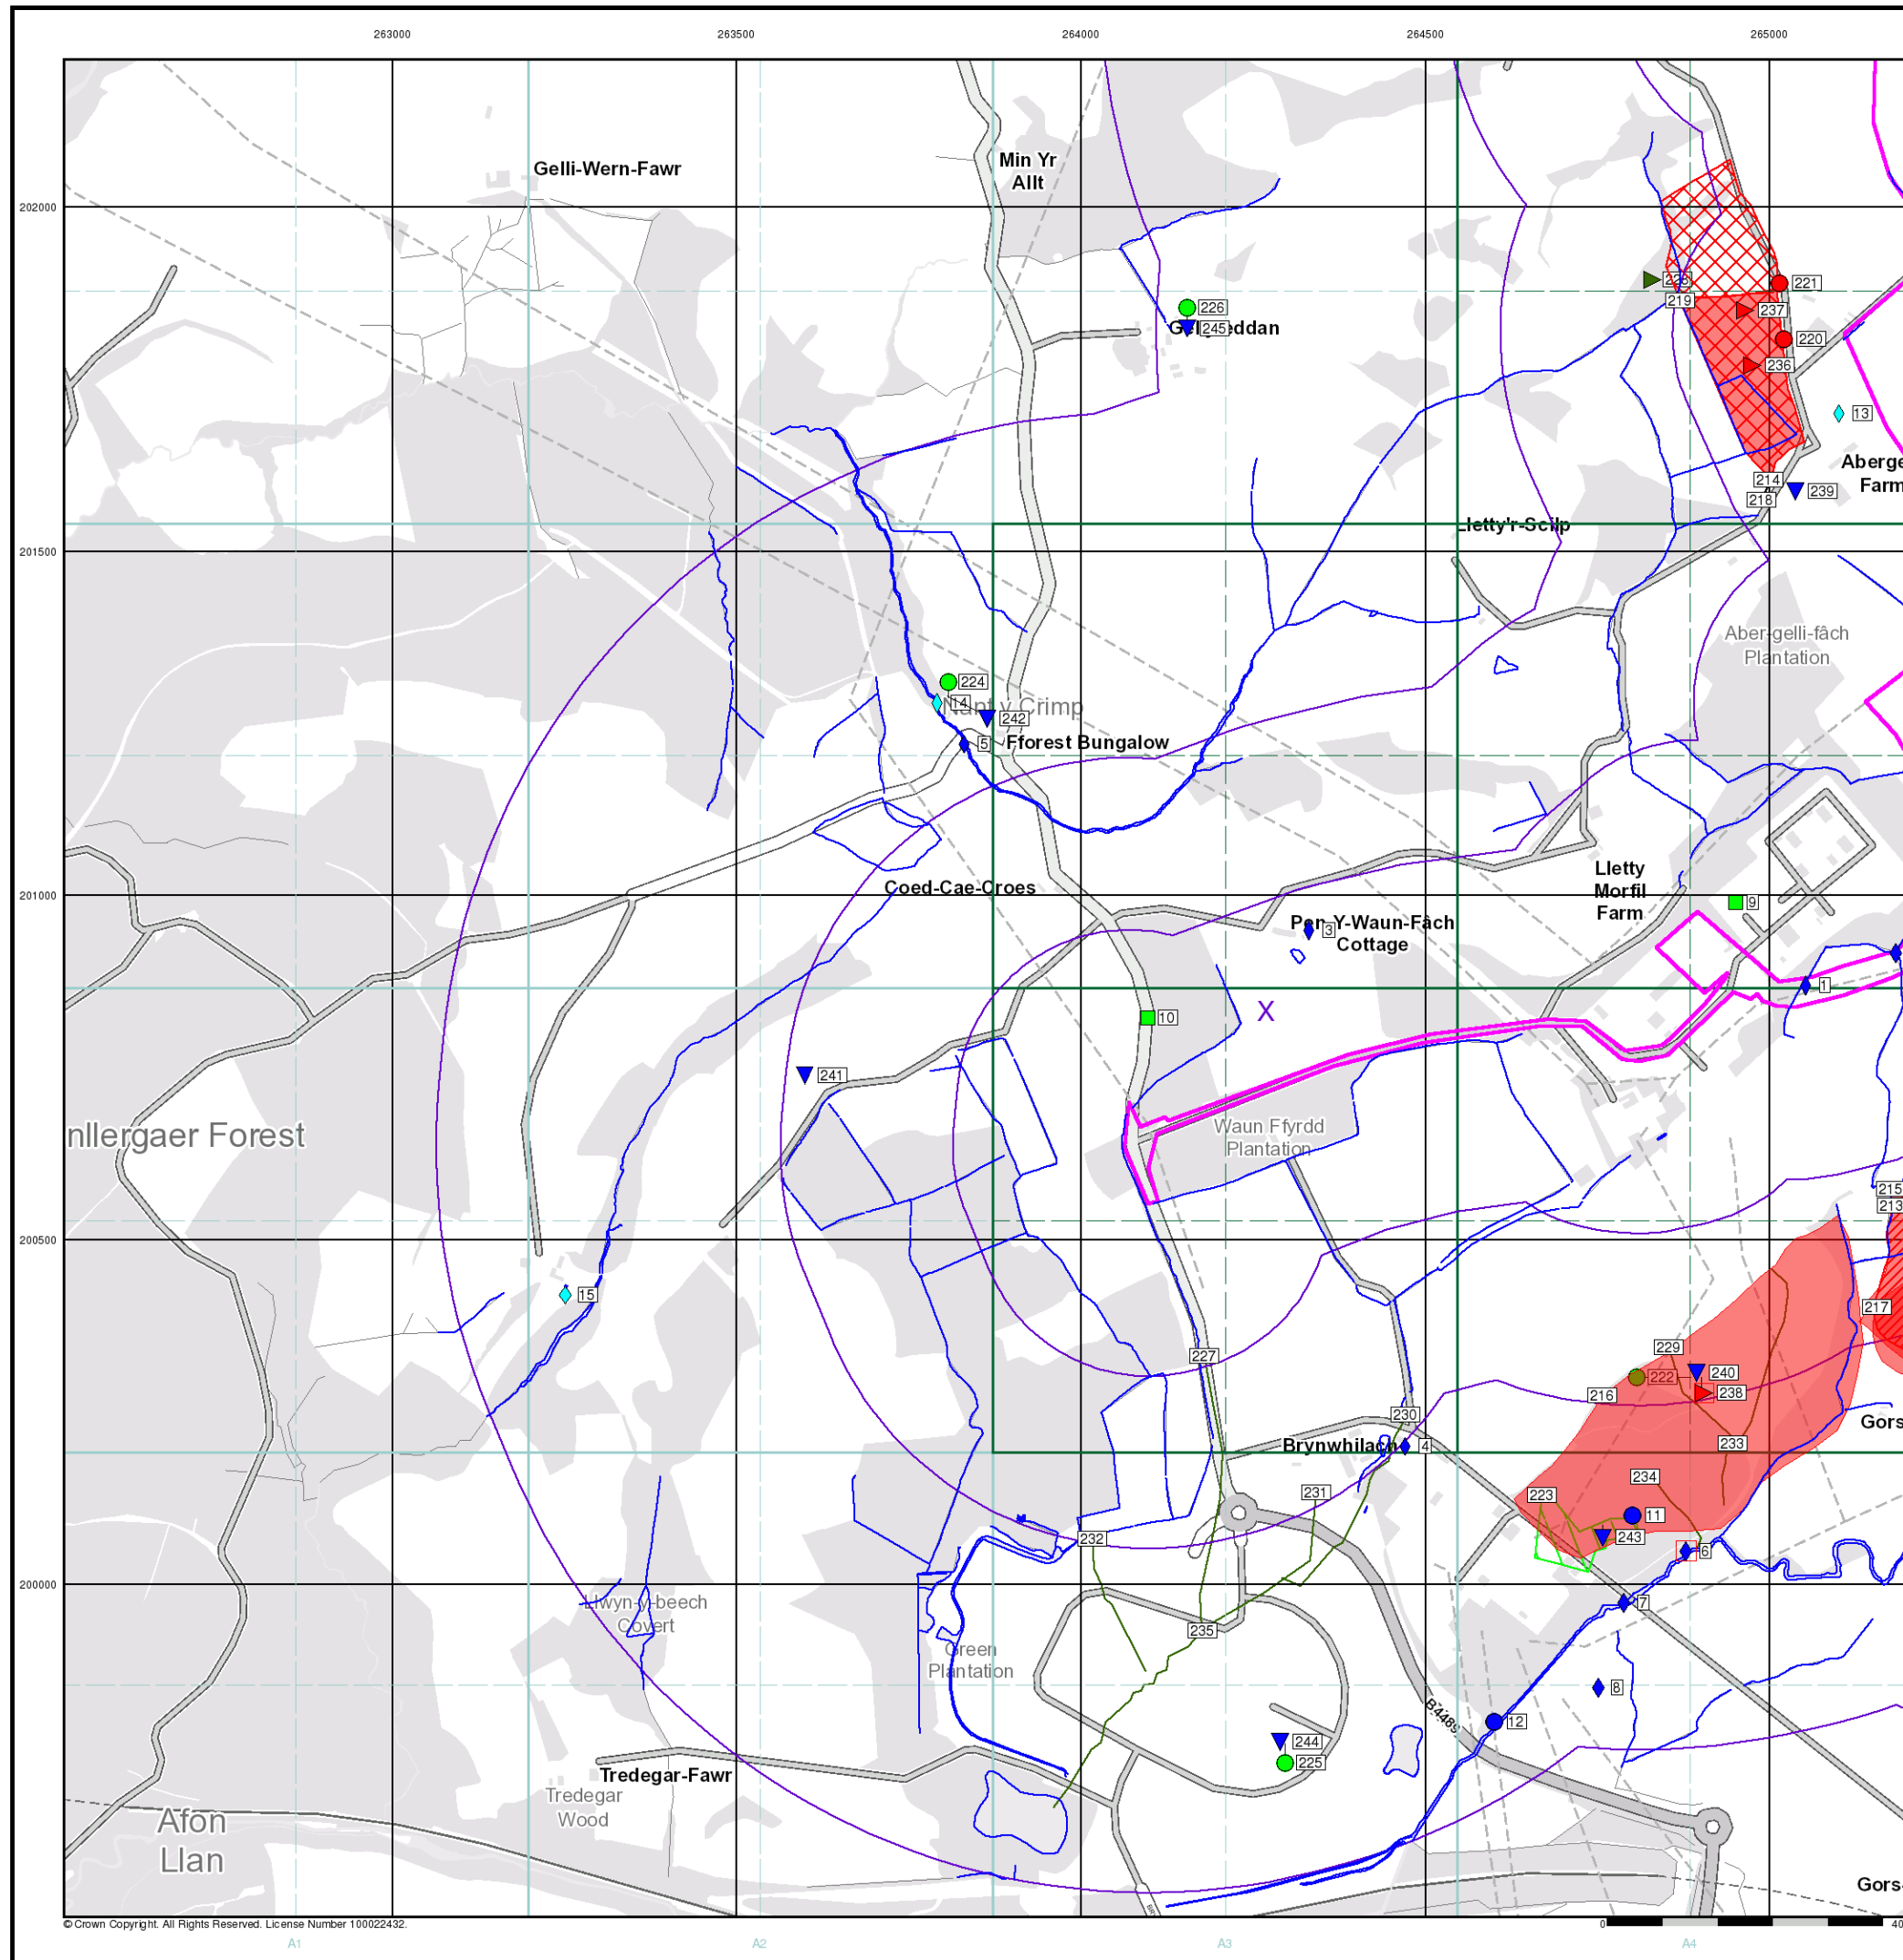 263000
263500
264000
264500
265000
Min Yr
Allt
Gelli-Wern-Fawr
202000
221
219
237
226
245
220
236
13
Farm
214
218
239
Lletty'r-Scilp
201500
Aber-gelli-fâch
Plantation
224
14
Nant y Crimp
242
5
Fforest Bungalow
Lletty
Morfil
Farm
Coed-Cae-Croes
201000
9
Pen-Y-Waun-Fâch
3
Cottage
1
X
10
241
Waun Ffyrdd
Plantation
nllergaer Forest
215
213
200500
15
217
227
229
222
240
216
238
230
Gors
Brynwhilach
4
233
234
231
223
11
232
243
6
200000
7
Llwyn-y-beech
Covert
235
Green
Plantation
8
B4489
12
244
225
Tredegar-Fawr
Tredegar
Wood
Afon
Llan
Gors
© Crown Copyright. All Rights Reserved. License Number 100022432.
0
40
A1
A2
A3
A4